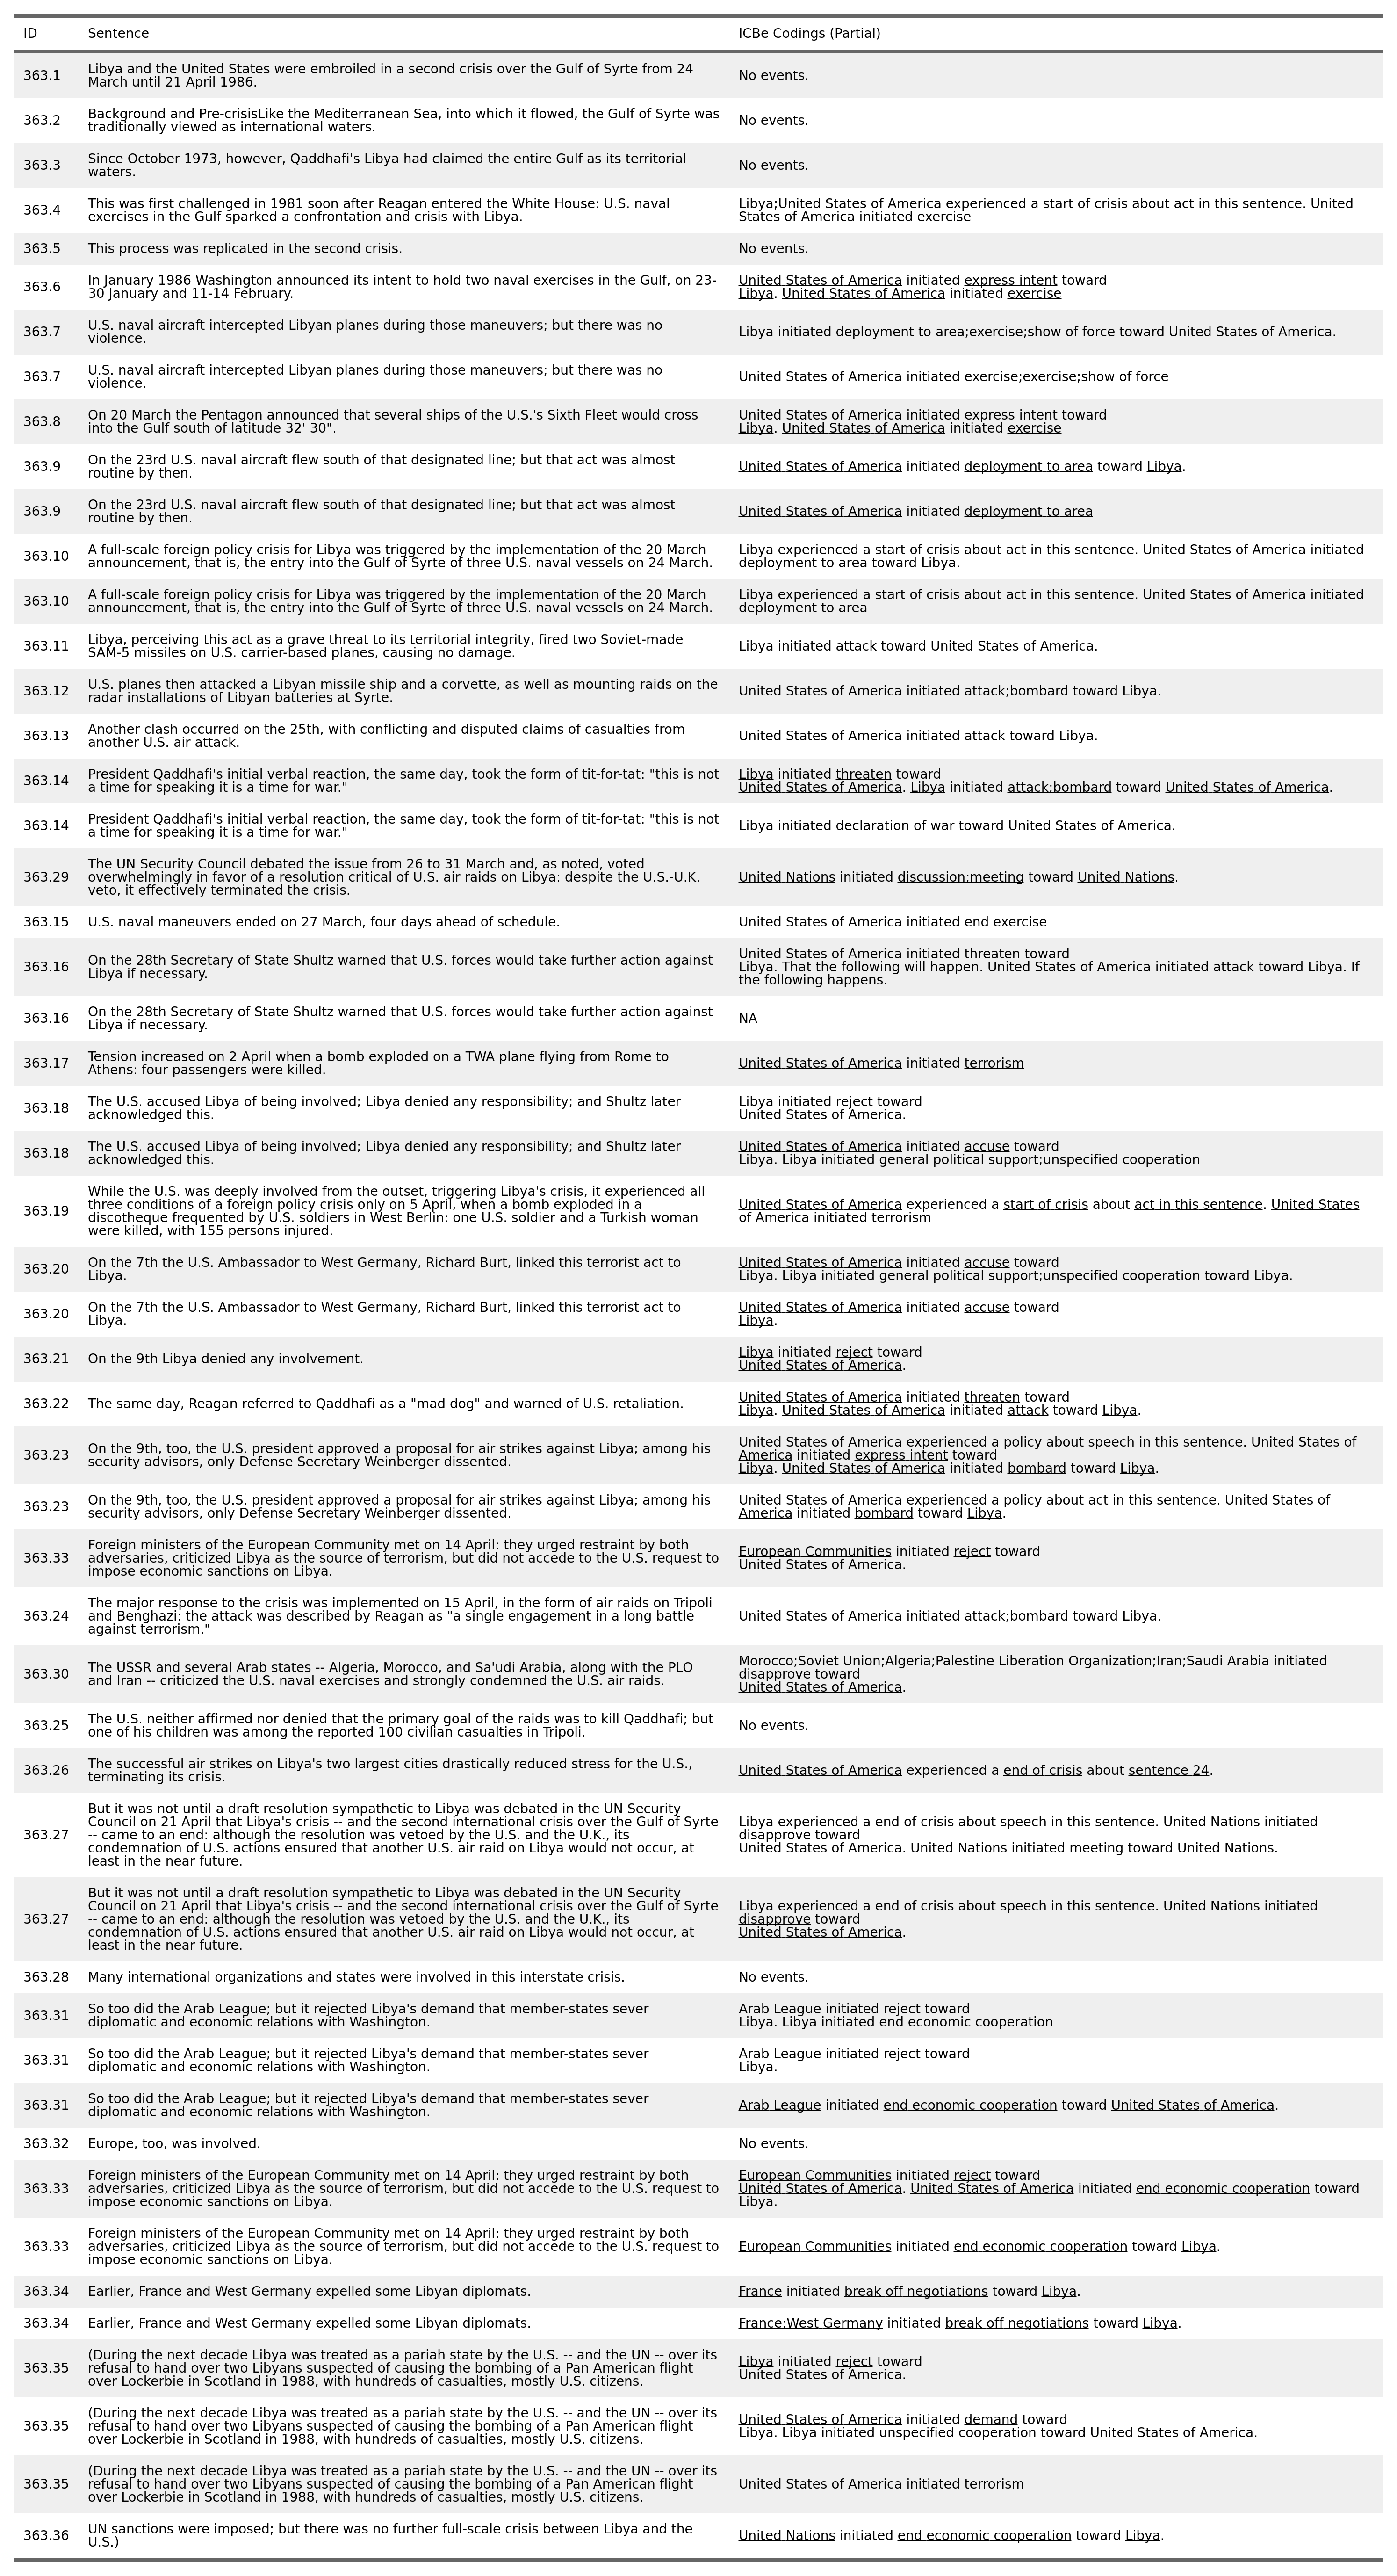 ID Sentence ICBe Codings (Partial)
363.1 Libya and the United States were embroiled in a second crisis over the Gulf of Syrte from 24
March until 21 April 1986.
No events.
363.2 Background and Pre-crisisLike the Mediterranean Sea, into which it flowed, the Gulf of Syrte was
traditionally viewed as international waters.
No events.
363.3 Since October 1973, however, Qaddhafi's Libya had claimed the entire Gulf as its territorial
waters.
No events.
363.4 This was first challenged in 1981 soon after Reagan entered the White House: U.S. naval
exercises in the Gulf sparked a confrontation and crisis with Libya.
Libya;United States of America experienced a start of crisis about act in this sentence. United
States of America initiated exercise
363.5 This process was replicated in the second crisis.
No events.
363.6 In January 1986 Washington announced its intent to hold two naval exercises in the Gulf, on 23-
30 January and 11-14 February.
United States of America initiated express intent toward
Libya. United States of America initiated exercise
363.7 U.S. naval aircraft intercepted Libyan planes during those maneuvers; but there was no
violence.
Libya initiated deployment to area;exercise;show of force toward United States of America.
363.7 U.S. naval aircraft intercepted Libyan planes during those maneuvers; but there was no
violence.
United States of America initiated exercise;exercise;show of force
363.8 On 20 March the Pentagon announced that several ships of the U.S.'s Sixth Fleet would cross
into the Gulf south of latitude 32' 30".
United States of America initiated express intent toward
Libya. United States of America initiated exercise
363.9 On the 23rd U.S. naval aircraft flew south of that designated line; but that act was almost
routine by then.
United States of America initiated deployment to area toward Libya.
363.9 On the 23rd U.S. naval aircraft flew south of that designated line; but that act was almost
routine by then.
United States of America initiated deployment to area
363.10 A full-scale foreign policy crisis for Libya was triggered by the implementation of the 20 March
announcement, that is, the entry into the Gulf of Syrte of three U.S. naval vessels on 24 March.
Libya experienced a start of crisis about act in this sentence. United States of America initiated
deployment to area toward Libya.
363.10 A full-scale foreign policy crisis for Libya was triggered by the implementation of the 20 March
announcement, that is, the entry into the Gulf of Syrte of three U.S. naval vessels on 24 March.
Libya experienced a start of crisis about act in this sentence. United States of America initiated
deployment to area
363.11 Libya, perceiving this act as a grave threat to its territorial integrity, fired two Soviet-made
SAM-5 missiles on U.S. carrier-based planes, causing no damage.
Libya initiated attack toward United States of America.
363.12 U.S. planes then attacked a Libyan missile ship and a corvette, as well as mounting raids on the
radar installations of Libyan batteries at Syrte.
United States of America initiated attack;bombard toward Libya.
363.13 Another clash occurred on the 25th, with conflicting and disputed claims of casualties from
another U.S. air attack.
United States of America initiated attack toward Libya.
363.14 President Qaddhafi's initial verbal reaction, the same day, took the form of tit-for-tat: "this is not
a time for speaking it is a time for war."
Libya initiated threaten toward
United States of America. Libya initiated attack;bombard toward United States of America.
363.14 President Qaddhafi's initial verbal reaction, the same day, took the form of tit-for-tat: "this is not
a time for speaking it is a time for war."
Libya initiated declaration of war toward United States of America.
363.29 The UN Security Council debated the issue from 26 to 31 March and, as noted, voted
overwhelmingly in favor of a resolution critical of U.S. air raids on Libya: despite the U.S.-U.K.
veto, it effectively terminated the crisis.
United Nations initiated discussion;meeting toward United Nations.
363.15 U.S. naval maneuvers ended on 27 March, four days ahead of schedule.
United States of America initiated end exercise
363.16 On the 28th Secretary of State Shultz warned that U.S. forces would take further action against
Libya if necessary.
United States of America initiated threaten toward
Libya. That the following will happen. United States of America initiated attack toward Libya. If
the following happens.
363.16 On the 28th Secretary of State Shultz warned that U.S. forces would take further action against
Libya if necessary.
NA
363.17 Tension increased on 2 April when a bomb exploded on a TWA plane flying from Rome to
Athens: four passengers were killed.
United States of America initiated terrorism
363.18 The U.S. accused Libya of being involved; Libya denied any responsibility; and Shultz later
acknowledged this.
Libya initiated reject toward
United States of America.
363.18 The U.S. accused Libya of being involved; Libya denied any responsibility; and Shultz later
acknowledged this.
United States of America initiated accuse toward
Libya. Libya initiated general political support;unspecified cooperation
363.19 While the U.S. was deeply involved from the outset, triggering Libya's crisis, it experienced all
three conditions of a foreign policy crisis only on 5 April, when a bomb exploded in a
discotheque frequented by U.S. soldiers in West Berlin: one U.S. soldier and a Turkish woman
were killed, with 155 persons injured.
United States of America experienced a start of crisis about act in this sentence. United States
of America initiated terrorism
363.20 On the 7th the U.S. Ambassador to West Germany, Richard Burt, linked this terrorist act to
Libya.
United States of America initiated accuse toward
Libya. Libya initiated general political support;unspecified cooperation toward Libya.
363.20 On the 7th the U.S. Ambassador to West Germany, Richard Burt, linked this terrorist act to
Libya.
United States of America initiated accuse toward
Libya.
363.21 On the 9th Libya denied any involvement.
Libya initiated reject toward
United States of America.
363.22 The same day, Reagan referred to Qaddhafi as a "mad dog" and warned of U.S. retaliation.
United States of America initiated threaten toward
Libya. United States of America initiated attack toward Libya.
363.23 On the 9th, too, the U.S. president approved a proposal for air strikes against Libya; among his
security advisors, only Defense Secretary Weinberger dissented.
United States of America experienced a policy about speech in this sentence. United States of
America initiated express intent toward
Libya. United States of America initiated bombard toward Libya.
363.23 On the 9th, too, the U.S. president approved a proposal for air strikes against Libya; among his
security advisors, only Defense Secretary Weinberger dissented.
United States of America experienced a policy about act in this sentence. United States of
America initiated bombard toward Libya.
363.33 Foreign ministers of the European Community met on 14 April: they urged restraint by both
adversaries, criticized Libya as the source of terrorism, but did not accede to the U.S. request to
impose economic sanctions on Libya.
European Communities initiated reject toward
United States of America.
363.24 The major response to the crisis was implemented on 15 April, in the form of air raids on Tripoli
and Benghazi: the attack was described by Reagan as "a single engagement in a long battle
against terrorism."
United States of America initiated attack;bombard toward Libya.
363.30 The USSR and several Arab states -- Algeria, Morocco, and Sa'udi Arabia, along with the PLO
and Iran -- criticized the U.S. naval exercises and strongly condemned the U.S. air raids.
Morocco;Soviet Union;Algeria;Palestine Liberation Organization;Iran;Saudi Arabia initiated
disapprove toward
United States of America.
363.25 The U.S. neither affirmed nor denied that the primary goal of the raids was to kill Qaddhafi; but
one of his children was among the reported 100 civilian casualties in Tripoli.
No events.
363.26 The successful air strikes on Libya's two largest cities drastically reduced stress for the U.S.,
terminating its crisis.
United States of America experienced a end of crisis about sentence 24.
363.27 But it was not until a draft resolution sympathetic to Libya was debated in the UN Security
Council on 21 April that Libya's crisis -- and the second international crisis over the Gulf of Syrte
-- came to an end: although the resolution was vetoed by the U.S. and the U.K., its
condemnation of U.S. actions ensured that another U.S. air raid on Libya would not occur, at
least in the near future.
Libya experienced a end of crisis about speech in this sentence. United Nations initiated
disapprove toward
United States of America. United Nations initiated meeting toward United Nations.
363.27 But it was not until a draft resolution sympathetic to Libya was debated in the UN Security
Council on 21 April that Libya's crisis -- and the second international crisis over the Gulf of Syrte
-- came to an end: although the resolution was vetoed by the U.S. and the U.K., its
condemnation of U.S. actions ensured that another U.S. air raid on Libya would not occur, at
least in the near future.
Libya experienced a end of crisis about speech in this sentence. United Nations initiated
disapprove toward
United States of America.
363.28 Many international organizations and states were involved in this interstate crisis.
No events.
363.31 So too did the Arab League; but it rejected Libya's demand that member-states sever
diplomatic and economic relations with Washington.
Arab League initiated reject toward
Libya. Libya initiated end economic cooperation
363.31 So too did the Arab League; but it rejected Libya's demand that member-states sever
diplomatic and economic relations with Washington.
Arab League initiated reject toward
Libya.
363.31 So too did the Arab League; but it rejected Libya's demand that member-states sever
diplomatic and economic relations with Washington.
Arab League initiated end economic cooperation toward United States of America.
363.32 Europe, too, was involved.
No events.
363.33 Foreign ministers of the European Community met on 14 April: they urged restraint by both
adversaries, criticized Libya as the source of terrorism, but did not accede to the U.S. request to
impose economic sanctions on Libya.
European Communities initiated reject toward
United States of America. United States of America initiated end economic cooperation toward
Libya.
363.33 Foreign ministers of the European Community met on 14 April: they urged restraint by both
adversaries, criticized Libya as the source of terrorism, but did not accede to the U.S. request to
impose economic sanctions on Libya.
European Communities initiated end economic cooperation toward Libya.
363.34 Earlier, France and West Germany expelled some Libyan diplomats.
France initiated break off negotiations toward Libya.
363.34 Earlier, France and West Germany expelled some Libyan diplomats.
France;West Germany initiated break off negotiations toward Libya.
363.35 (During the next decade Libya was treated as a pariah state by the U.S. -- and the UN -- over its
refusal to hand over two Libyans suspected of causing the bombing of a Pan American flight
over Lockerbie in Scotland in 1988, with hundreds of casualties, mostly U.S. citizens.
Libya initiated reject toward
United States of America.
363.35 (During the next decade Libya was treated as a pariah state by the U.S. -- and the UN -- over its
refusal to hand over two Libyans suspected of causing the bombing of a Pan American flight
over Lockerbie in Scotland in 1988, with hundreds of casualties, mostly U.S. citizens.
United States of America initiated demand toward
Libya. Libya initiated unspecified cooperation toward United States of America.
363.35 (During the next decade Libya was treated as a pariah state by the U.S. -- and the UN -- over its
refusal to hand over two Libyans suspected of causing the bombing of a Pan American flight
over Lockerbie in Scotland in 1988, with hundreds of casualties, mostly U.S. citizens.
United States of America initiated terrorism
363.36 UN sanctions were imposed; but there was no further full-scale crisis between Libya and the
U.S.)
United Nations initiated end economic cooperation toward Libya.